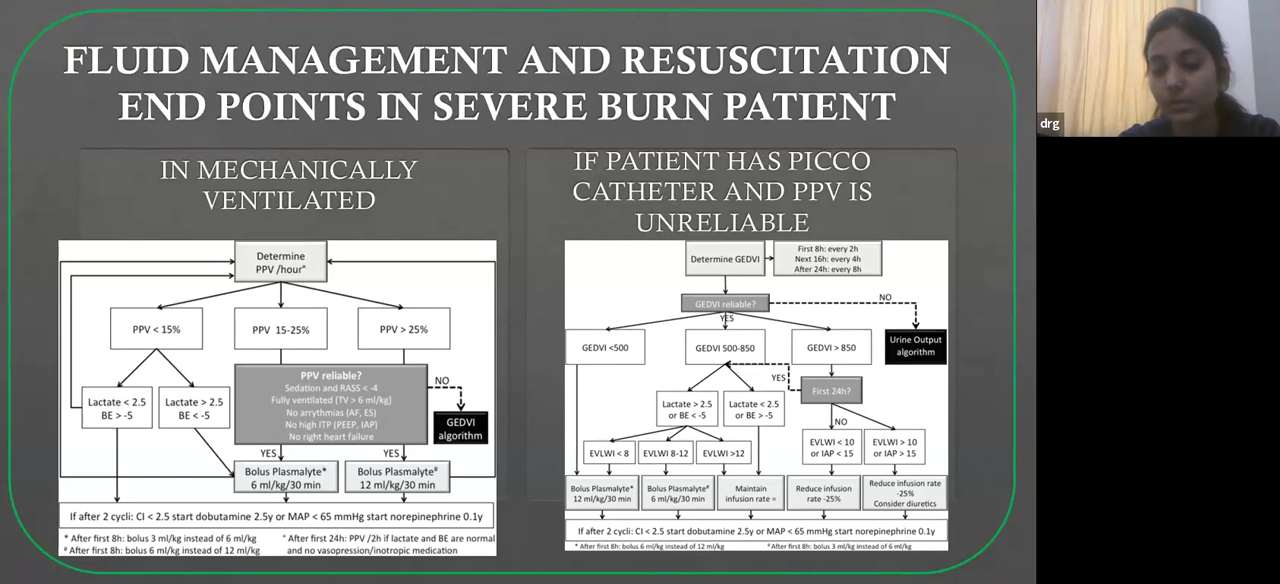 FLUID MANAGEMENT AND RESUSCITATION
END POINTS IN SEVERE BURN PATIENT
IN MECHANICALLY
VENTILATED
Determine
PPV /hour°
PPV < 15%
PPV 15-25%
PPV > 25%
PPV reliable?
Sedation and RASS < -4
Fully ventilated (TV > 6 ml/kg)
No arrythmias (AF, ES)
No high ITP (PEEP, IAP)
No right heart failure
NO
GEDVI
algorithm
Lactate < 2.5
BE > -5
Lactate > 2.5
BE < -5
YES
YES
Bolus Plasmalyte*
6 ml/kg/30 min
Bolus Plasmalyte#
12 ml/kg/30 min
If after 2 cycli: CI < 2.5 start dobutamine 2.5γ or MAP < 65 mmHg start norepinephrine 0.1γ
* After first 8h: bolus 3 ml/kg instead of 6 ml/kg
# After first 8h: bolus 6 ml/kg instead of 12 ml/kg
° After first 24h: PPV /2h if lactate and BE are normal
and no vasopression/inotropic medication
IF PATIENT HAS PICCO
CATHETER AND PPV IS
UNRELIABLE
Determine GEDVI
First 8h: every 2h
Next 16h: every 4h
After 24h: every 8h
GEDVI reliable?
NO
YES
Urine Output
algorithm
GEDVI <500
GEDVI 500-850
GEDVI > 850
YES
First 24h?
NO
Lactate > 2.5
or BE < -5
Lactate < 2.5
or BE > -5
EVLWI < 8
EVLWI 8-12
EVLWI >12
EVLWI < 10
or IAP < 15
EVLWI > 10
or IAP > 15
Bolus Plasmalyte*
12 ml/kg/30 min
Bolus Plasmalyte#
6 ml/kg/30 min
Maintain
infusion rate =
Reduce infusion
rate -25%
Reduce infusion rate
-25%
Consider diuretics
If after 2 cycli: CI < 2.5 start dobutamine 2.5γ or MAP < 65 mmHg start norepinephrine 0.1γ
* After first 8h: bolus 6 ml/kg instead of 12 ml/kg
# After first 8h: bolus 3 ml/kg instead of 6 ml/kg
drg